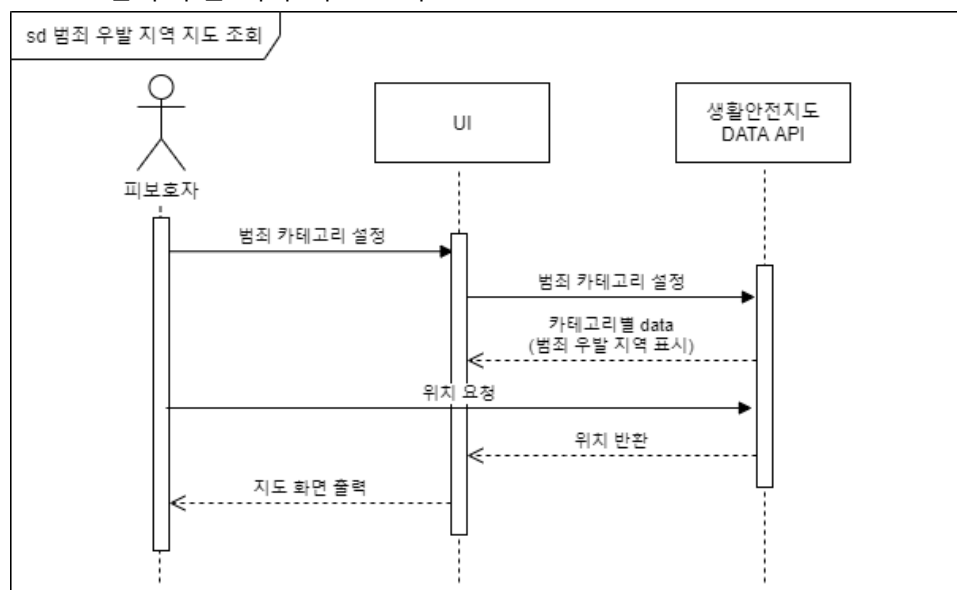 sd 범죄 우발 지역 지도 조회
피보호자
UI
생활안전지도
DATA API
범죄 카테고리 설정
범죄 카테고리 설정
카테고리별 data
(범죄 우발 지역 표시)
위치 요청
위치 반환
지도 화면 출력